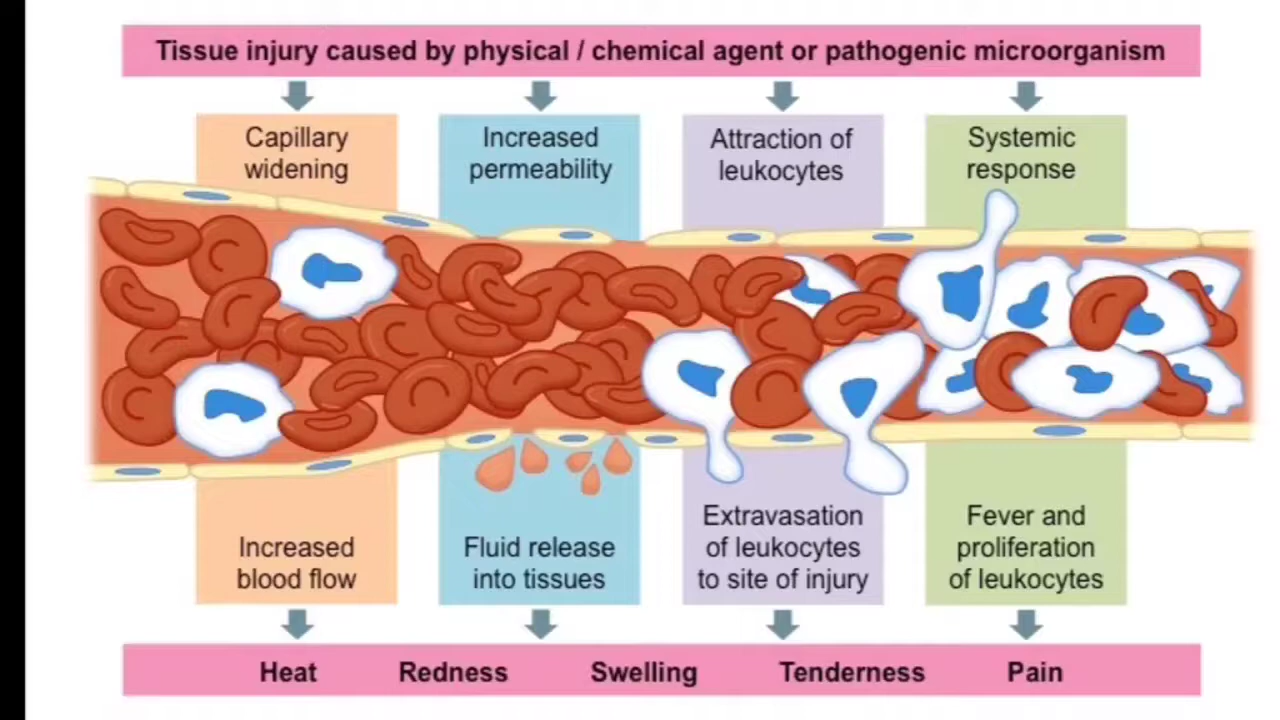 Tissue injury caused by physical / chemical agent or pathogenic microorganism
Capillary
widening
Increased
permeability
Attraction of
leukocytes
Systemic
response
Increased
blood flow
Fluid release
into tissues
Extravasation
of leukocytes
to site of injury
Fever and
proliferation
of leukocytes
Heat Redness Swelling Tenderness Pain